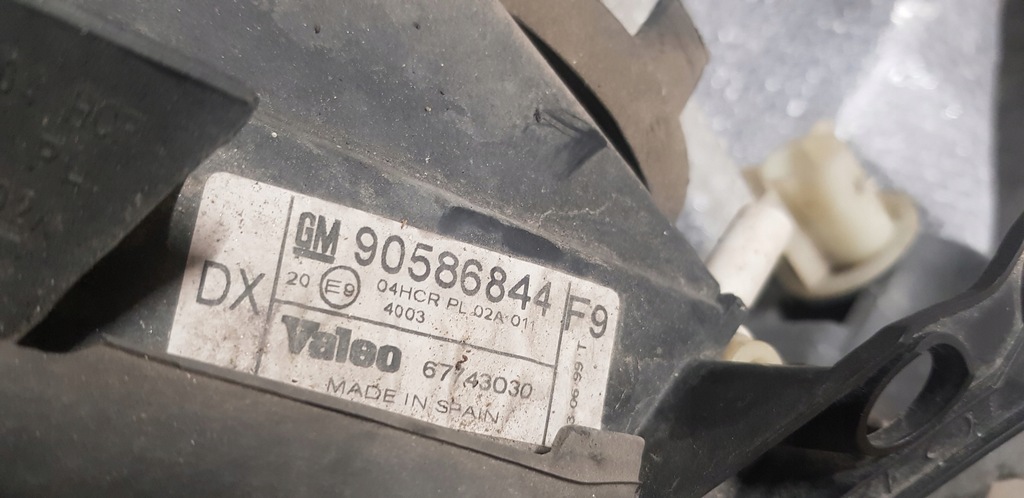 DX
GM 90586844
20 E9 04HCR PL 02A 011
4003
Valeo 67743030
MADE IN SPAIN
F9